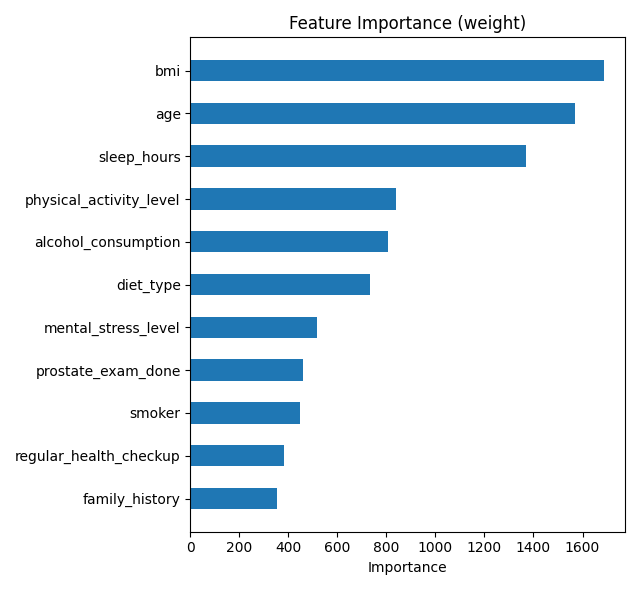 Feature Importance (weight)
bmi
age
sleep_hours
physical_activity_level
alcohol_consumption
diet_type
mental_stress_level
prostate_exam_done
smoker
regular_health_checkup
family_history
0 200 400 600 800 1000 1200 1400 1600
Importance